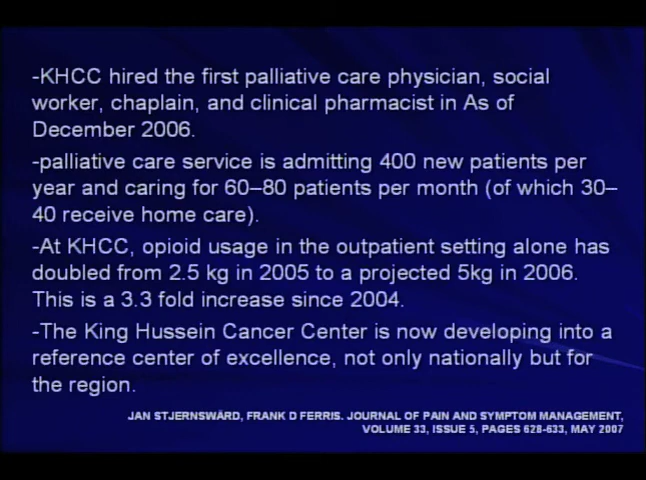 -KHCC hired the first palliative care physician, social
worker, chaplain, and clinical pharmacist in As of
December 2006.
-palliative care service is admitting 400 new patients per
year and caring for 60–80 patients per month (of which 30–
40 receive home care).
-At KHCC, opioid usage in the outpatient setting alone has
doubled from 2.5 kg in 2005 to a projected 5kg in 2006.
This is a 3.3 fold increase since 2004.
-The King Hussein Cancer Center is now developing into a
reference center of excellence, not only nationally but for
the region.
JAN STJERNSWÄRD, FRANK D FERRIS. JOURNAL OF PAIN AND SYMPTOM MANAGEMENT,
VOLUME 33, ISSUE 5, PAGES 628-633, MAY 2007